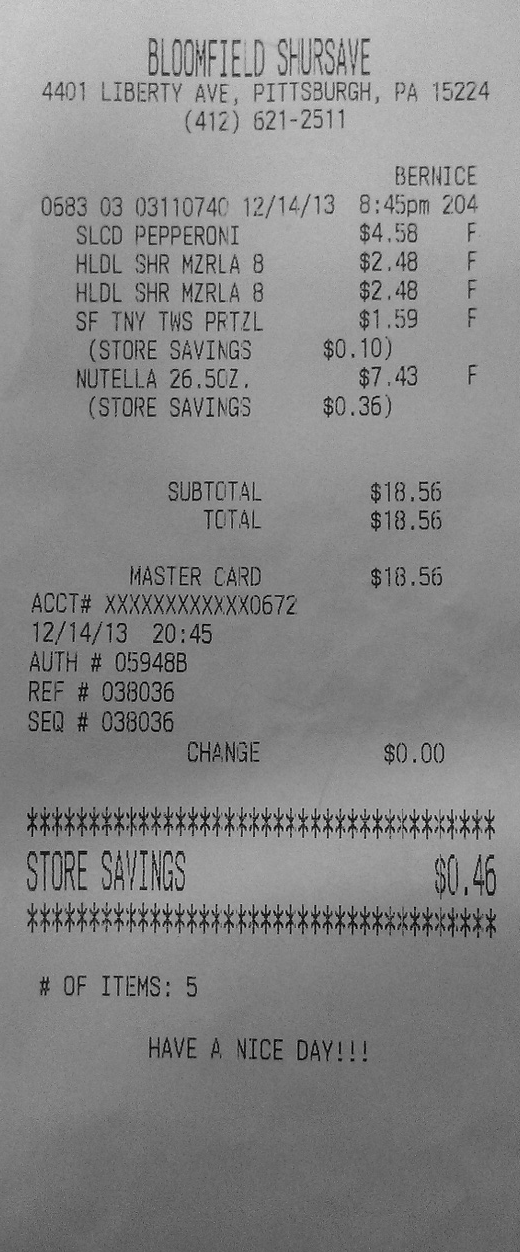 BLOOMFIELD SHURSAVE
4401 LIBERTY AVE, PITTSBURGH, PA 15224
(412) 621-2511
BERNICE
0683 03 03110740 12/14/13 8:45pm 204
SLCD PEPPERONI $4.58 F
HLDL SHR MZRLA 8 $2.48 F
HLDL SHR MZRLA 8 $2.48 F
SF TNY TWS PRTZL $1.59 F
(STORE SAVINGS $0.10)
NUTELLA 26.5OZ. $7.43 F
(STORE SAVINGS $0.36)
SUBTOTAL $18.56
TOTAL $18.56
MASTER CARD $18.56
ACCT# XXXXXXXXXXXX0672
12/14/13 20:45
AUTH # 05948B
REF # 038036
SEQ # 038036
CHANGE $0.00
**************************************
STORE SAVINGS $0.46
**************************************
# OF ITEMS: 5
HAVE A NICE DAY!!!